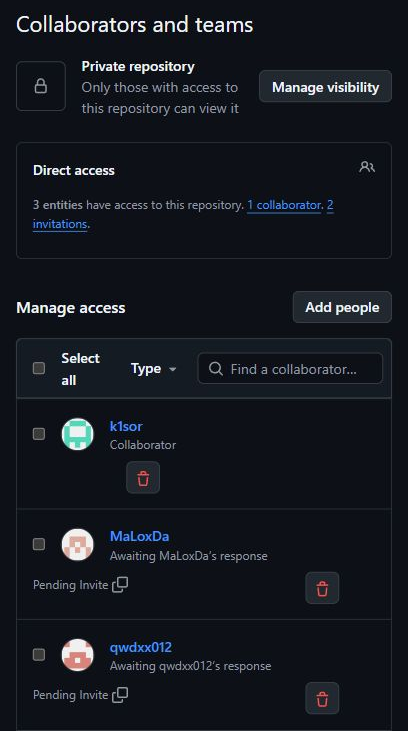 Collaborators and teams
Private repository
Only those with access to
this repository can view it
Manage visibility
Direct access
3 entities have access to this repository. 1 collaborator. 2
invitations.
Manage access
Add people
Select
all
Type
Find a collaborator...
k1sor
Collaborator
MaLoxDa
Awaiting MaLoxDa's response
Pending Invite
qwdxx012
Awaiting qwdxx012's response
Pending Invite